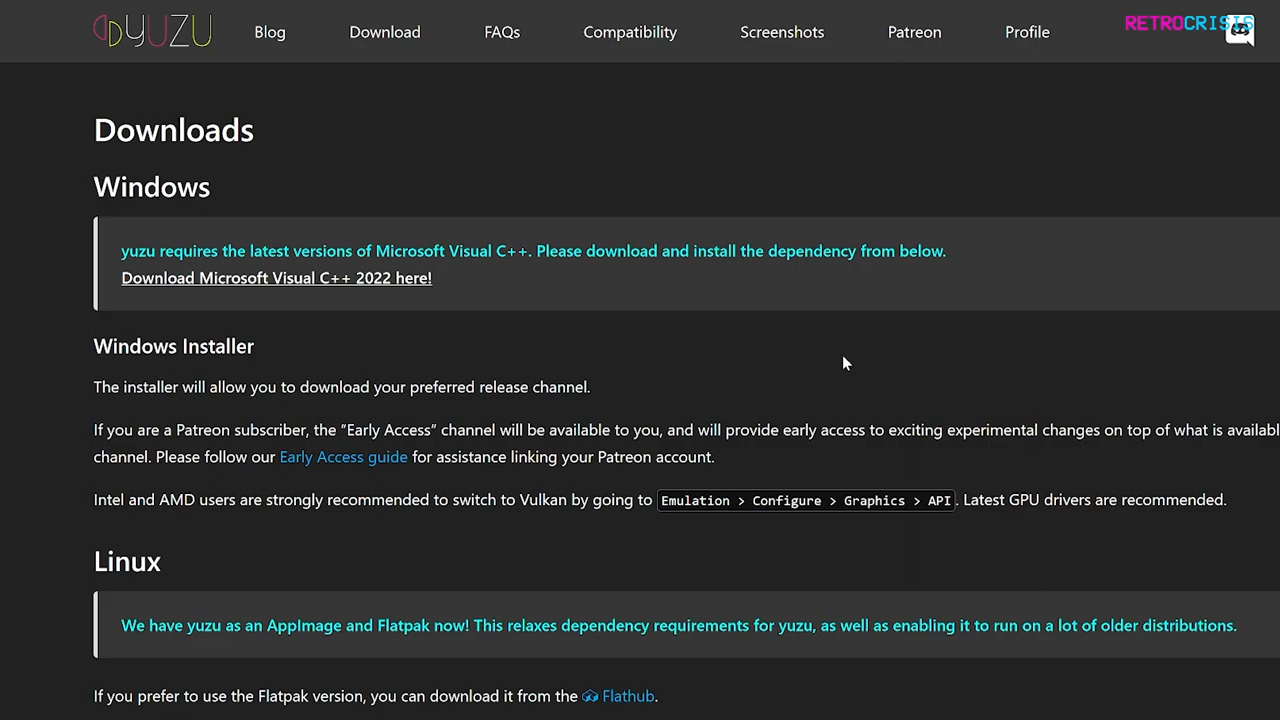 YUZU Blog Download FAQs Compatibility Screenshots Patreon Profile RETROCRISIS
Downloads
Windows
yuzu requires the latest versions of Microsoft Visual C++. Please download and install the dependency from below.
Download Microsoft Visual C++ 2022 here!
Windows Installer
The installer will allow you to download your preferred release channel.
If you are a Patreon subscriber, the "Early Access" channel will be available to you, and will provide early access to exciting experimental changes on top of what is availabl
channel. Please follow our Early Access guide for assistance linking your Patreon account.
Intel and AMD users are strongly recommended to switch to Vulkan by going to Emulation > Configure > Graphics > API. Latest GPU drivers are recommended.
Linux
We have yuzu as an AppImage and Flatpak now! This relaxes dependency requirements for yuzu, as well as enabling it to run on a lot of older distributions.
If you prefer to use the Flatpak version, you can download it from the Flathub.